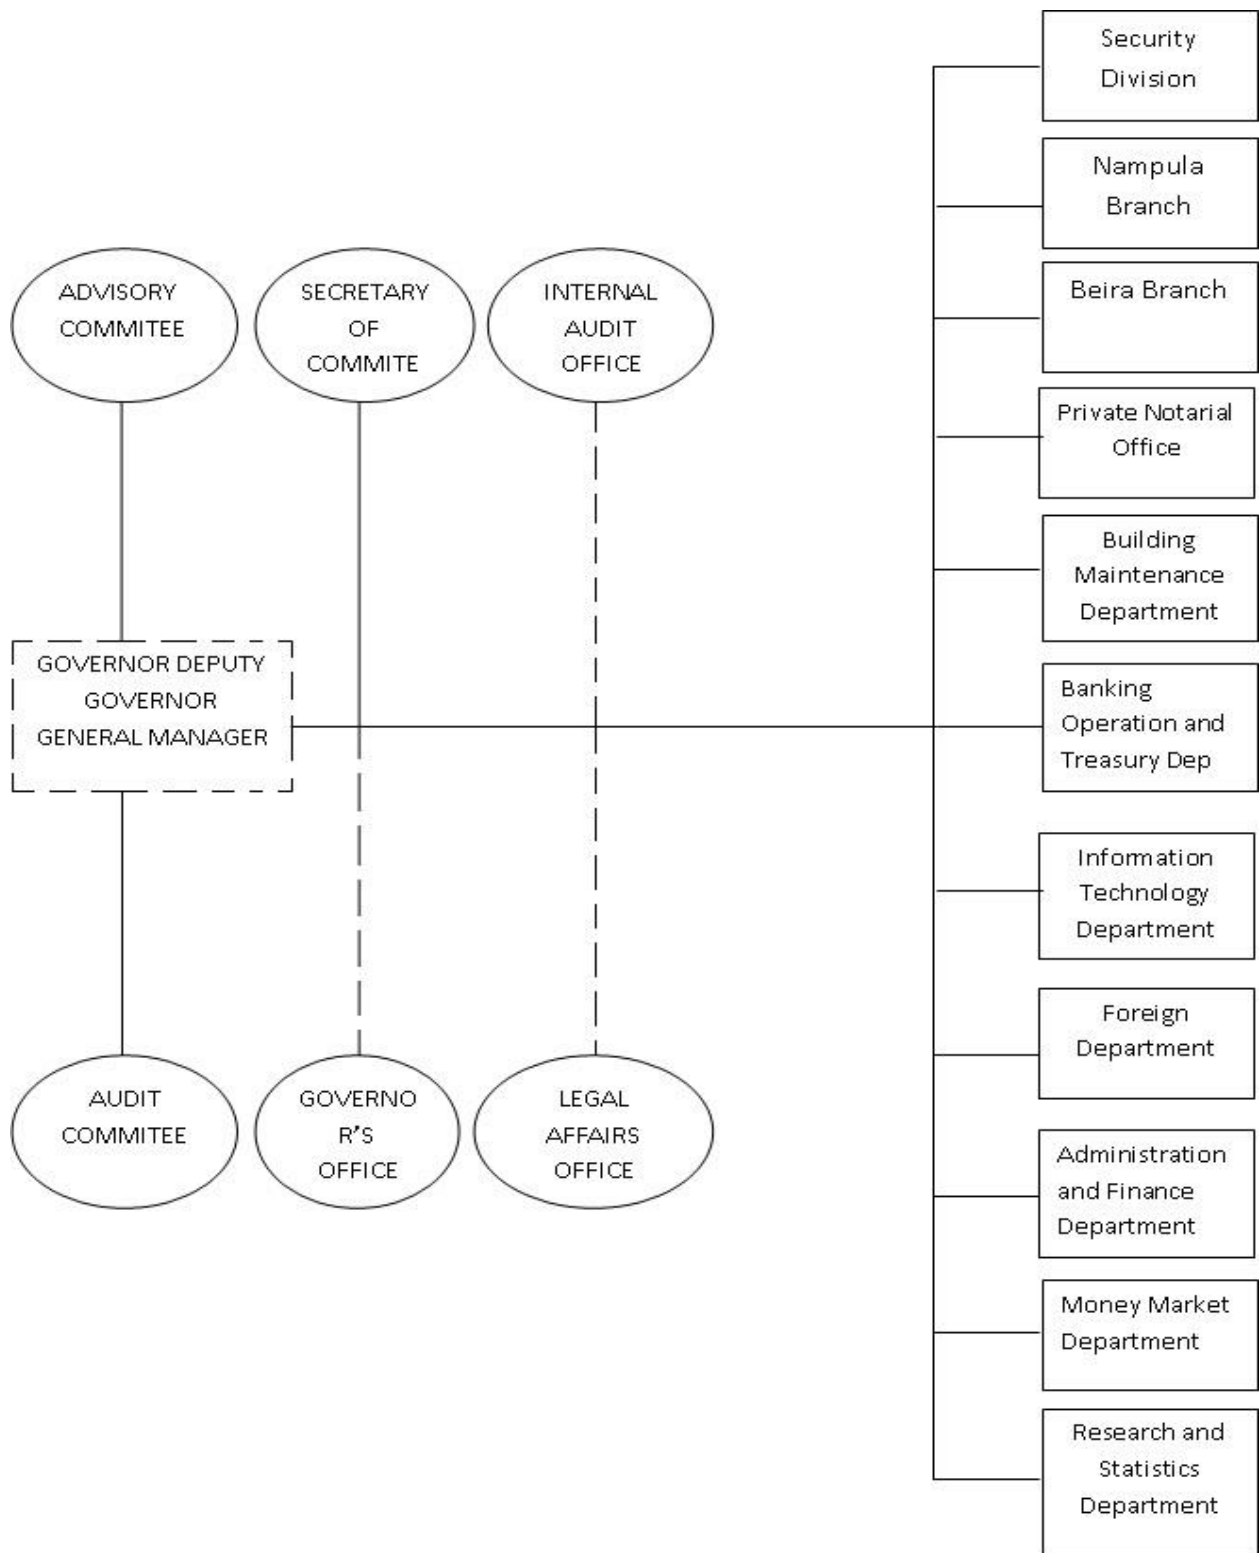 ADVISORY
COMMITEE
SECRETARY
OF
COMMITE
INTERNAL
AUDIT
OFFICE
GOVERNOR DEPUTY
GOVERNOR
GENERAL MANAGER
AUDIT
COMMITEE
GOVERNO
R'S
OFFICE
LEGAL
AFFAIRS
OFFICE
Security
Division
Nampula
Branch
Beira Branch
Private Notarial
Office
Building
Maintenance
Department
Banking
Operation and
Treasury Dep
Information
Technology
Department
Foreign
Department
Administration
and Finance
Department
Money Market
Department
Research and
Statistics
Department